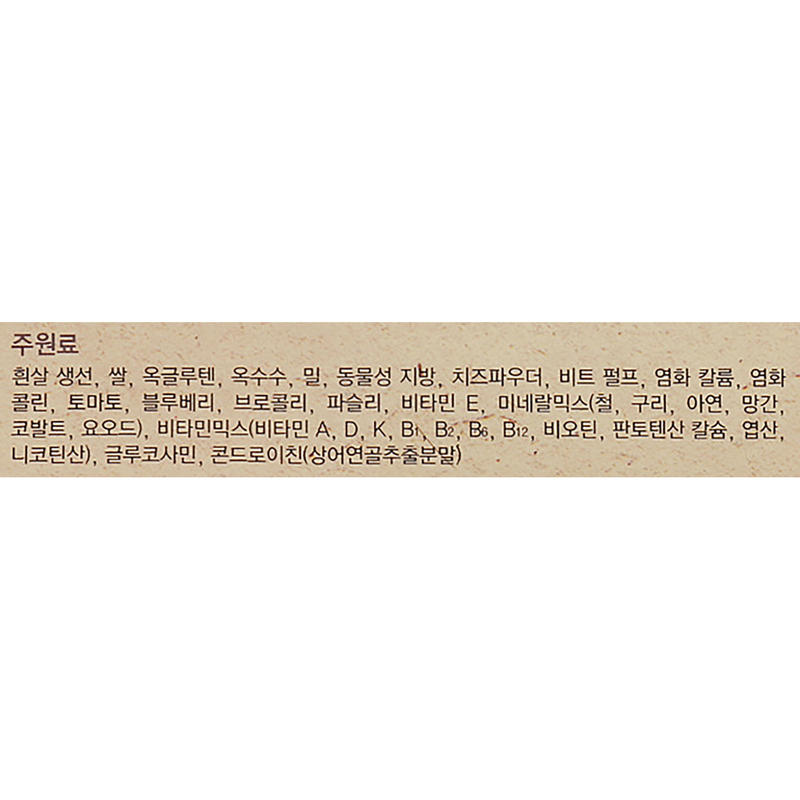 주원료
흰살 생선, 쌀, 옥글루텐, 옥수수, 밀, 동물성 지방, 치즈파우더, 비트 펄프, 염화 칼륨, 염화
콜린, 토마토, 블루베리, 브로콜리, 파슬리, 비타민 E, 미네랄믹스(철, 구리, 아연, 망간,
코발트, 요오드), 비타민믹스(비타민 A, D, K, B₁, B₂, B₆, B₁₂, 비오틴, 판토텐산 칼슘, 엽산,
니코틴산), 글루코사민, 콘드로이친(상어연골추출분말)